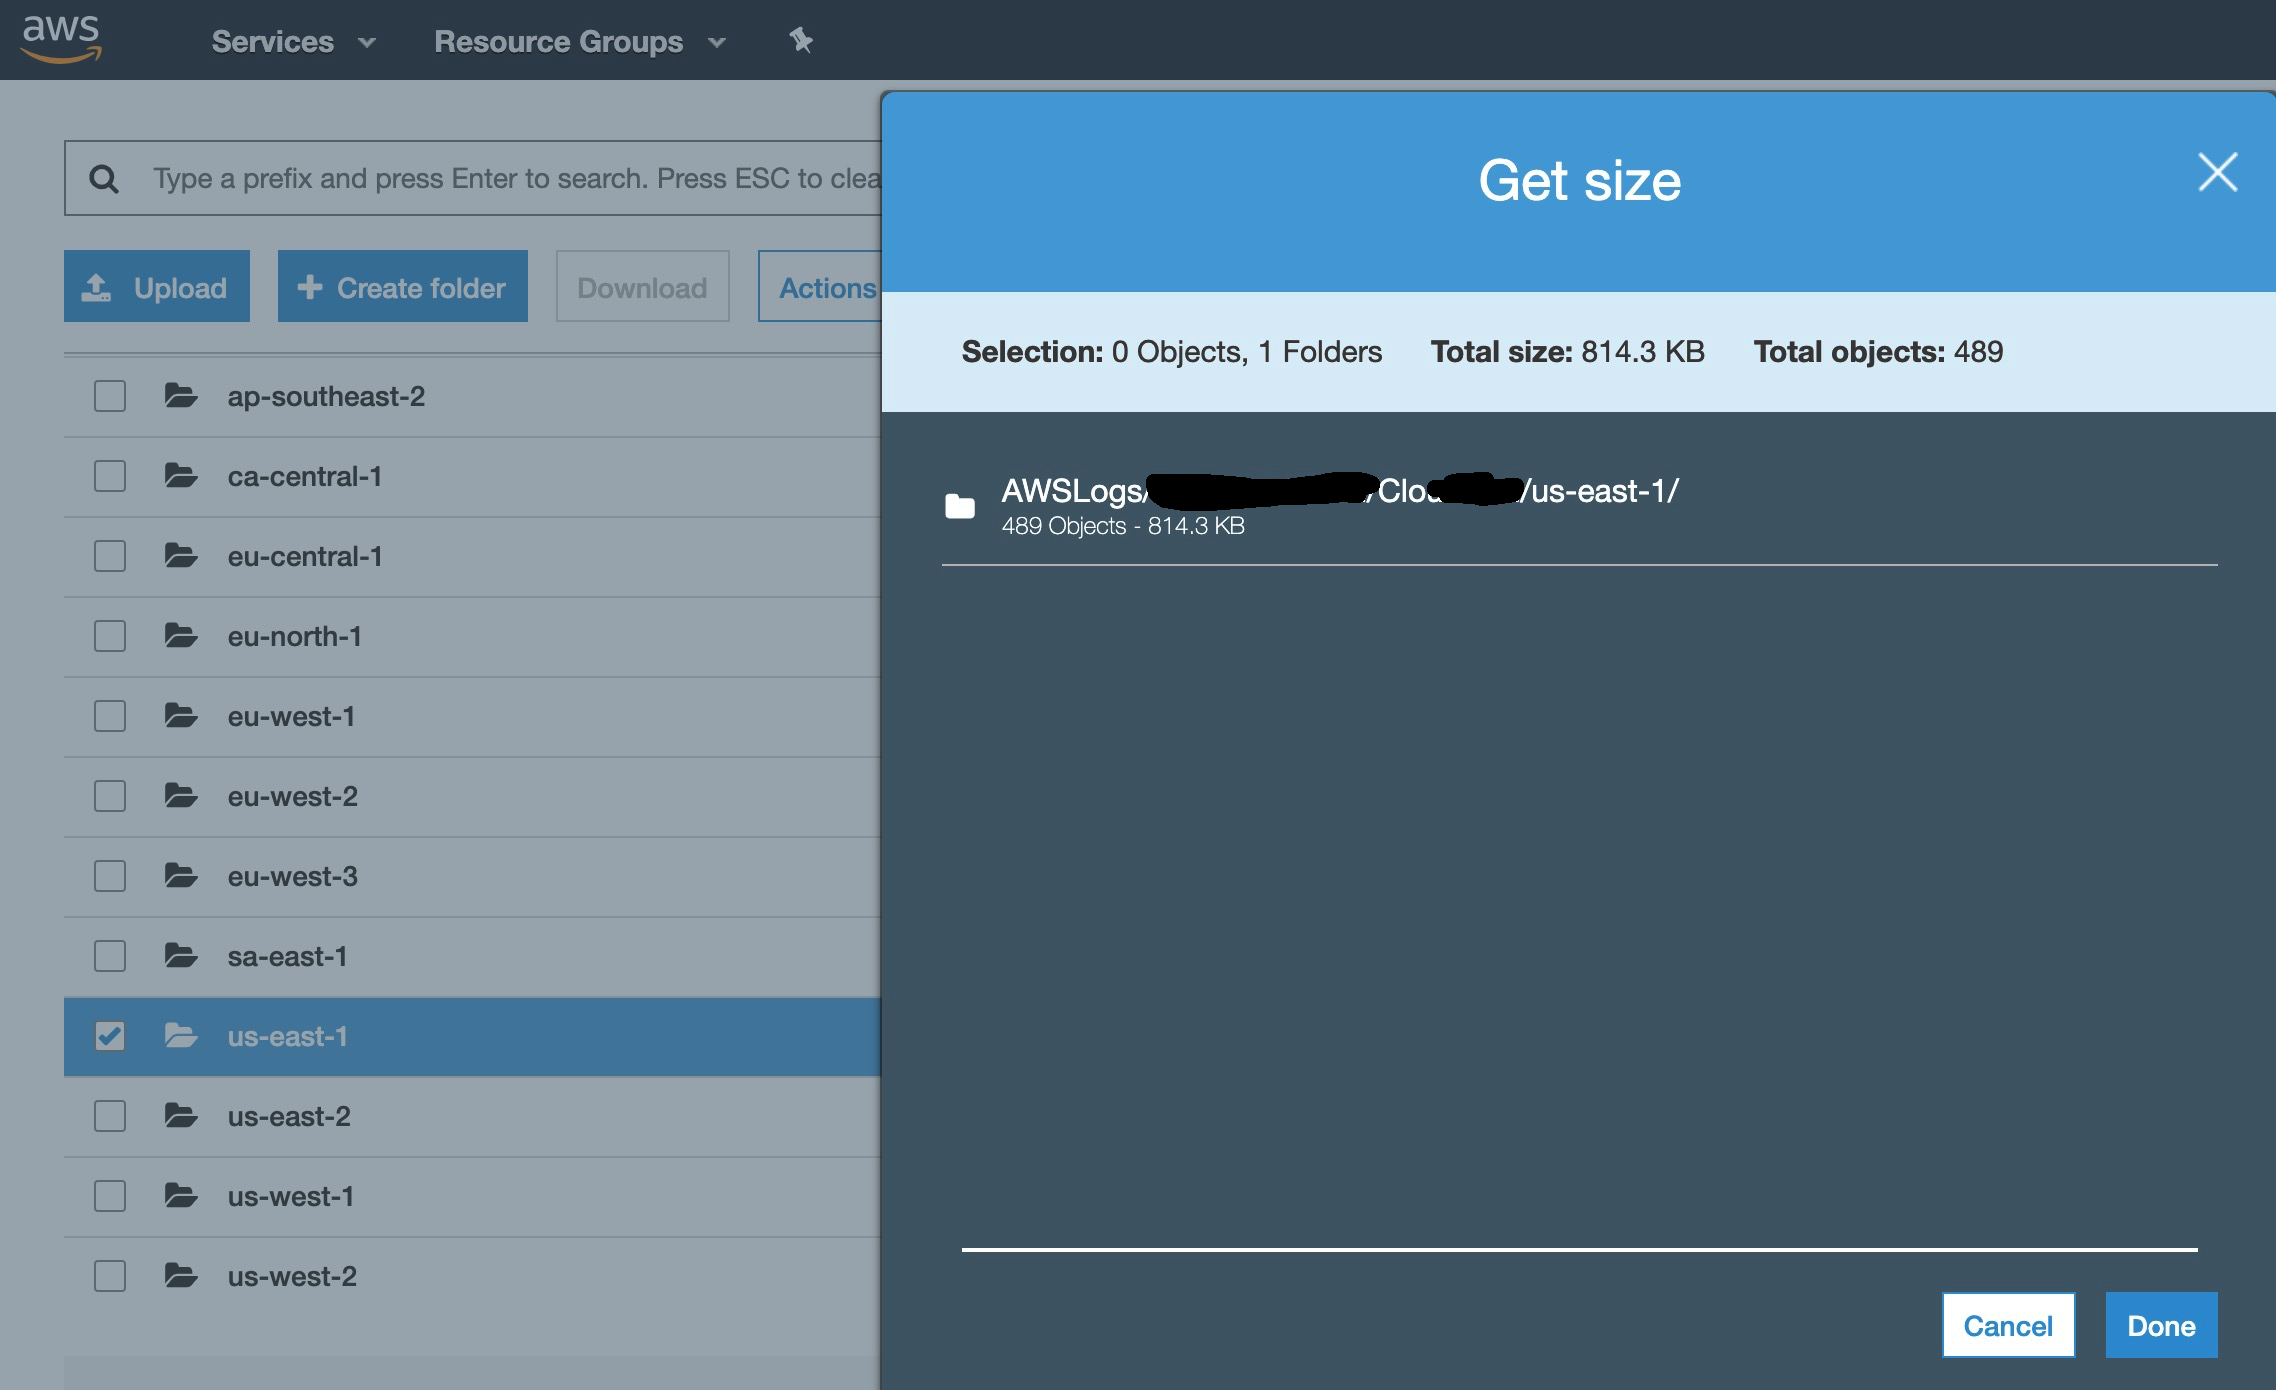 aws
Services
Resource Groups
Type a prefix and press Enter to search. Press ESC to clea
Upload
Create folder
Download
Actions
ap-southeast-2
ca-central-1
eu-central-1
eu-north-1
eu-west-1
eu-west-2
eu-west-3
sa-east-1
us-east-1
us-east-2
us-west-1
us-west-2
Get size
Selection: 0 Objects, 1 Folders Total size: 814.3 KB Total objects: 489
AWSLogs/ /Clou /us-east-1/
489 Objects - 814.3 KB
Cancel
Done